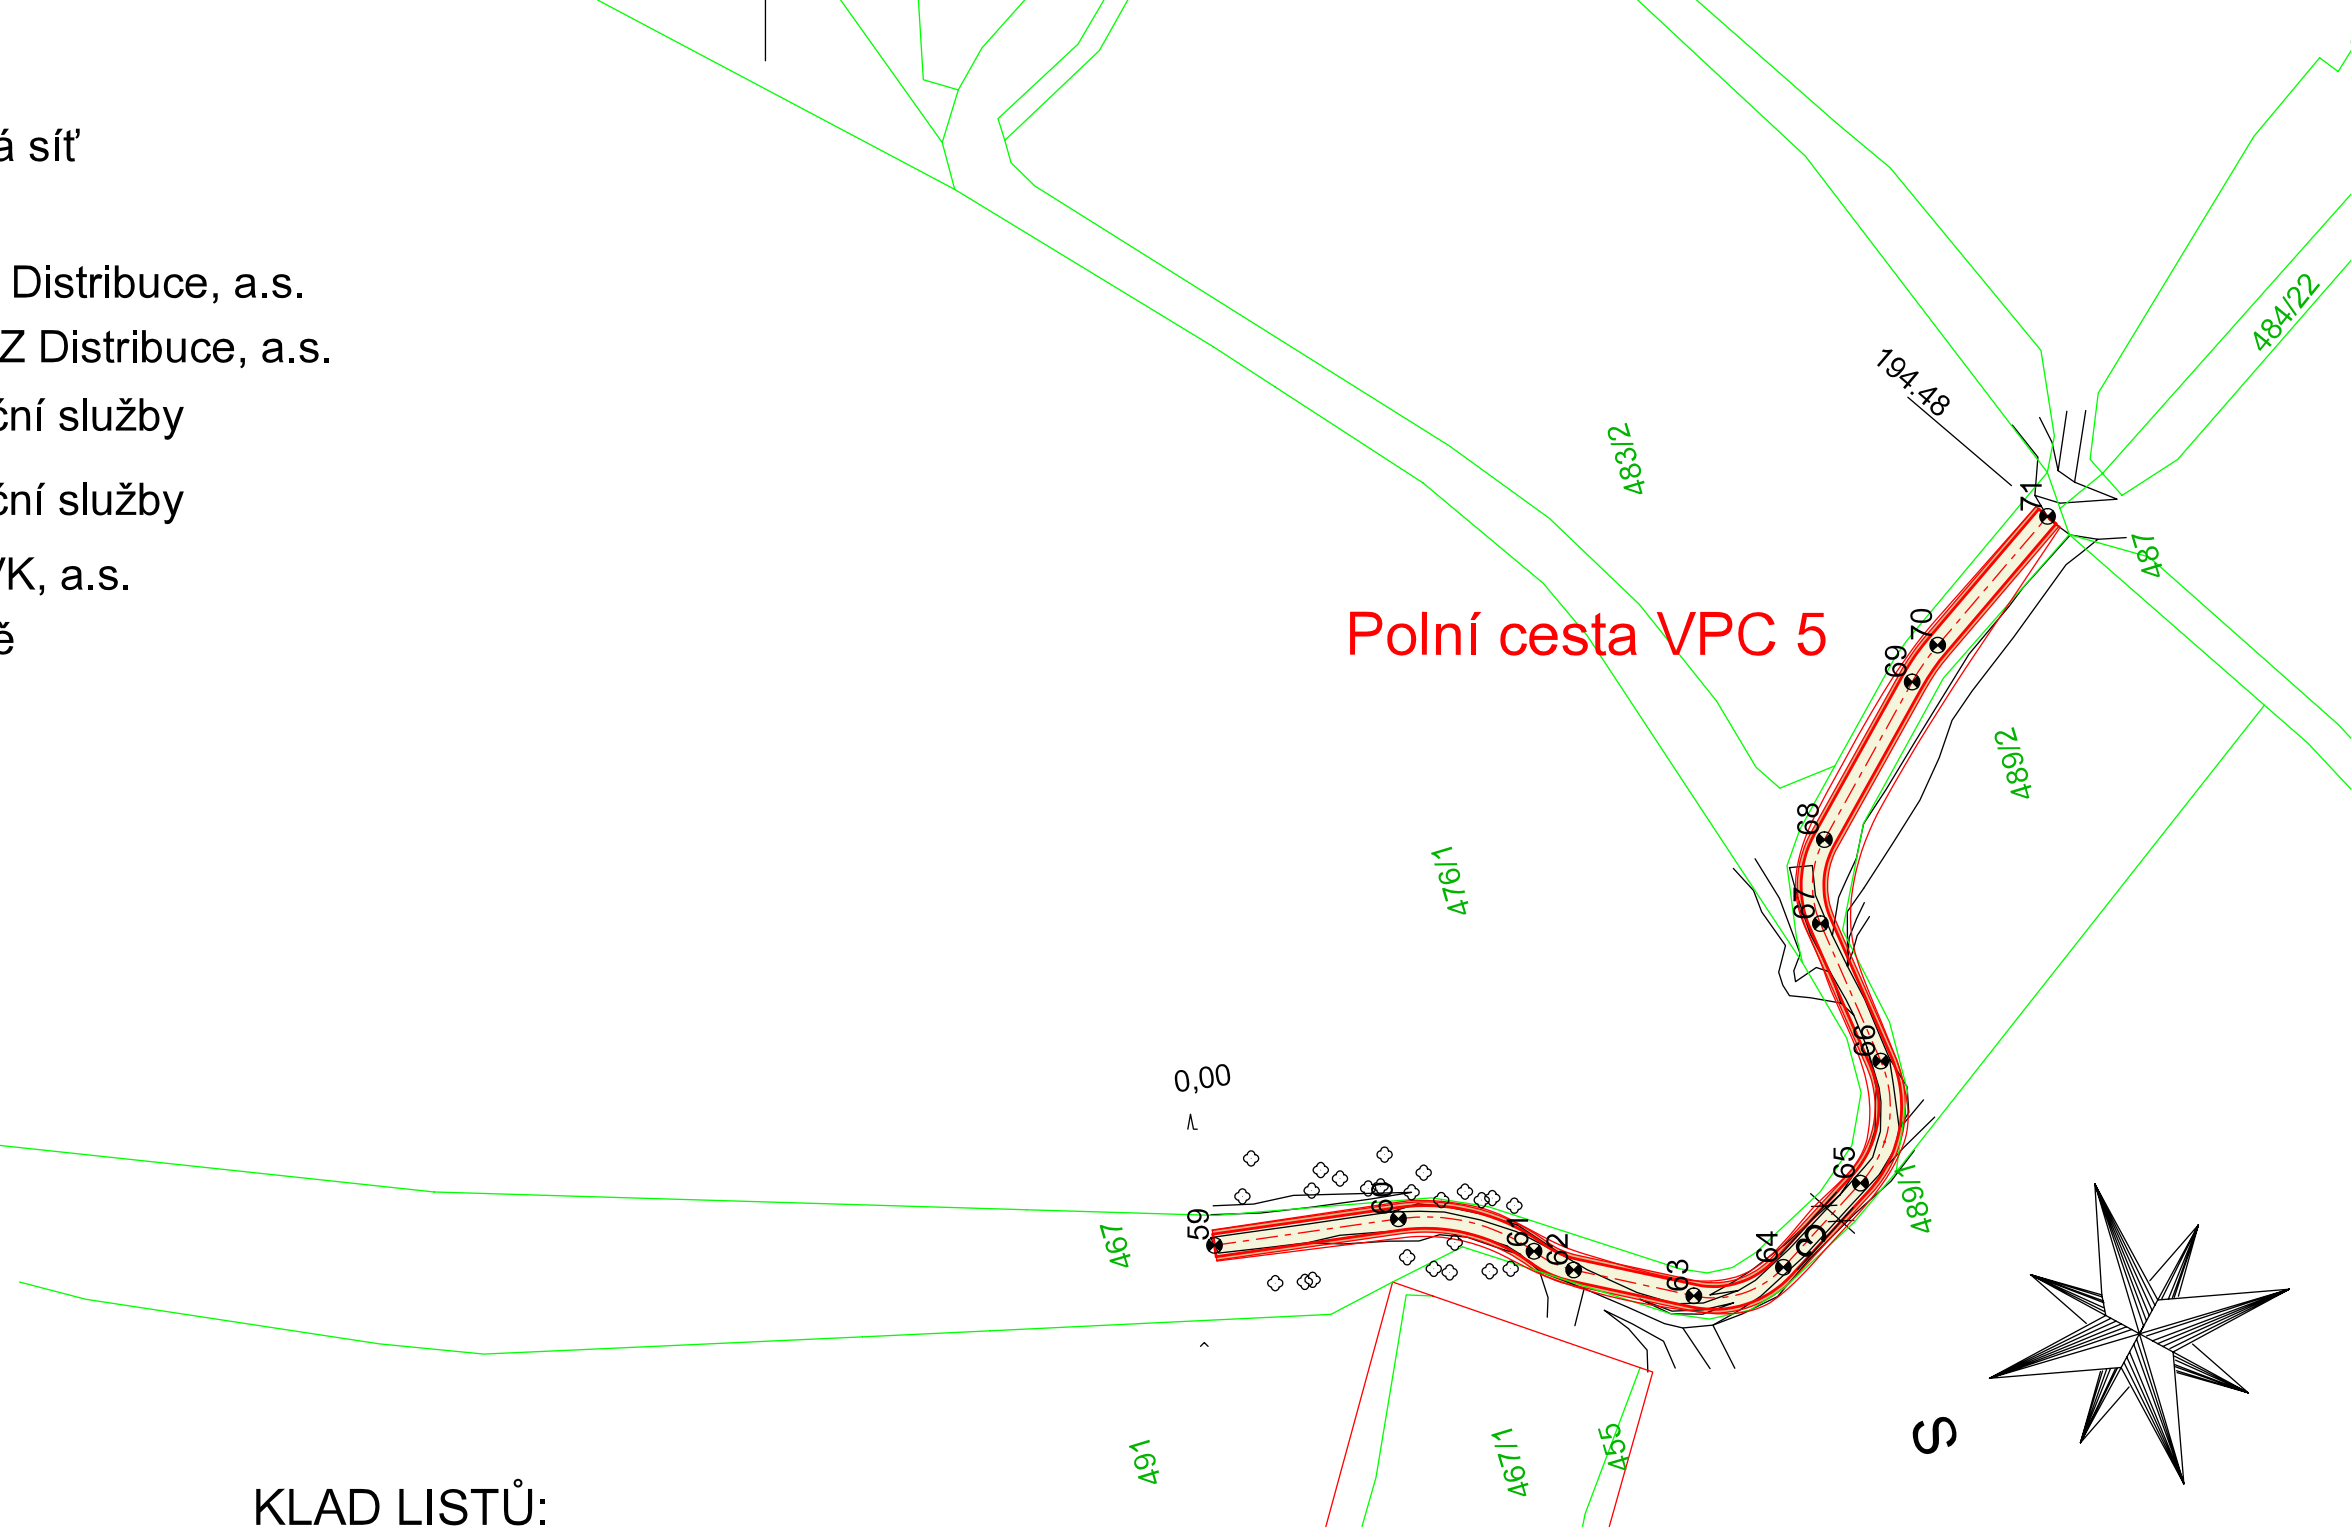 á síť
Distribuce, a.s.
Z Distribuce, a.s.
ční služby
ční služby
VK, a.s.
ě
484/22
194.48
483/2
71
487
Polní cesta VPC 5
70
69
489/2
68
476/1
67
66
0,00
65
489/1
59
60
61
62
63
64
C
467
S
491
467/1
455
KLAD LISTŮ: